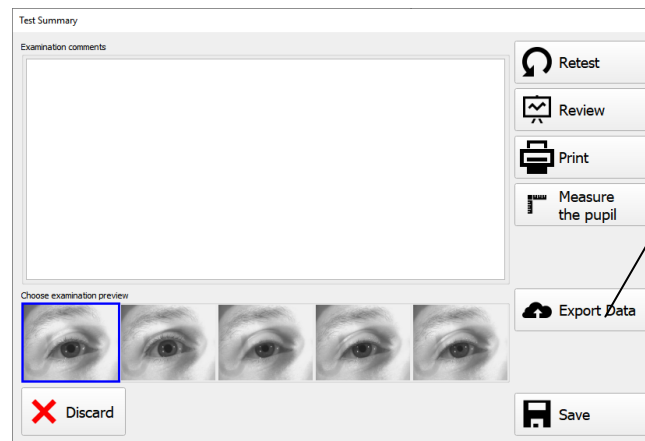 Test Summary
Examination comments
Retest
Review
Print
Measure
the pupil
Choose examination preview
Export Data
Discard
Save